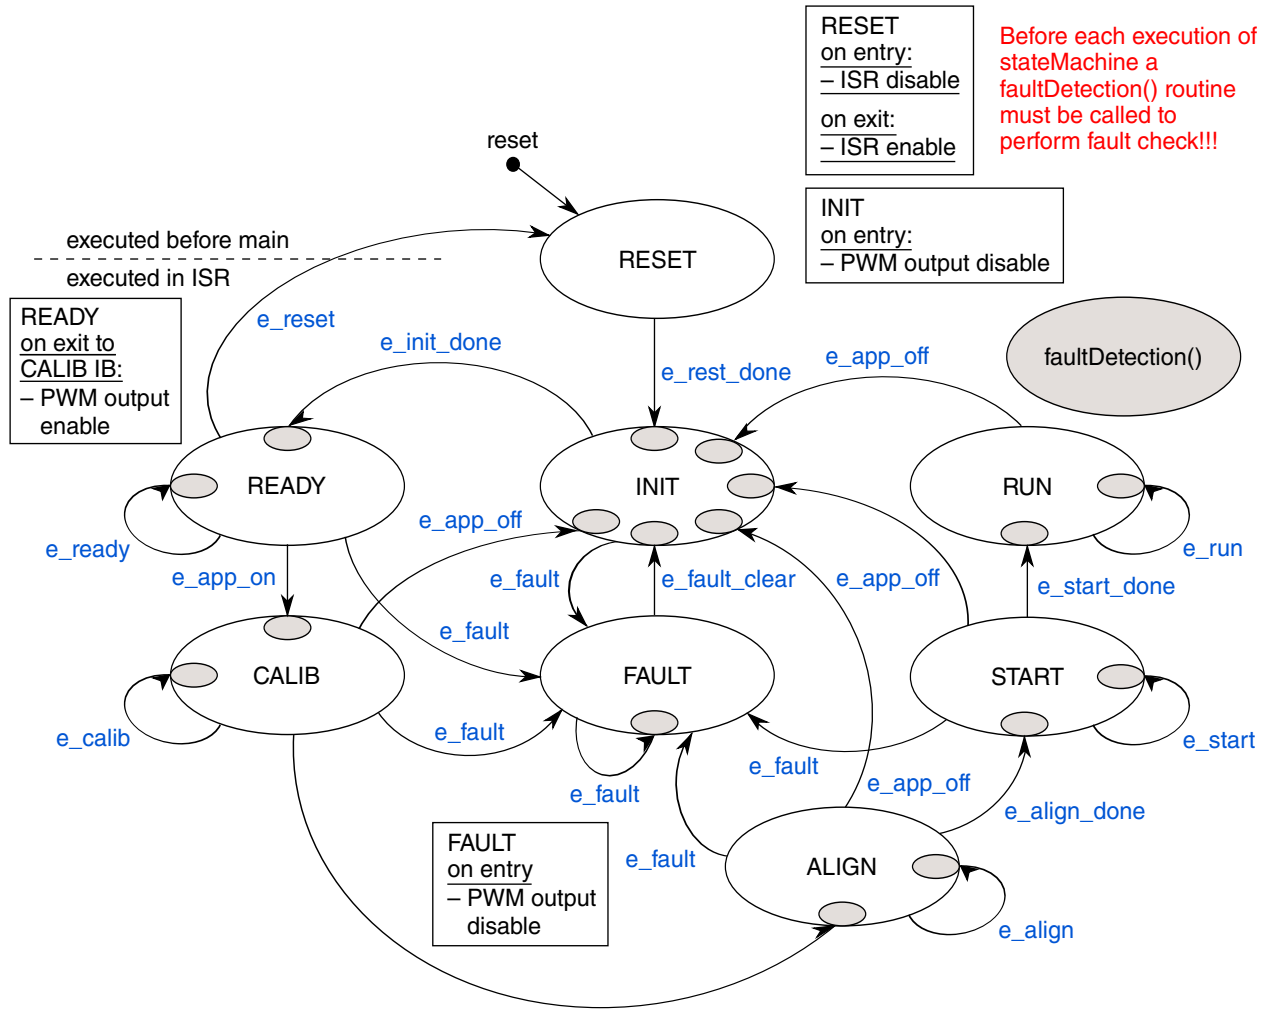 RESET
on entry:
– ISR disable
on exit:
– ISR enable
Before each execution of
stateMachine a
faultDetection() routine
must be called to
perform fault check!!!
reset
INIT
on entry:
– PWM output disable
executed before main
executed in ISR
RESET
READY
on exit to
CALIB IB:
– PWM output
enable
e_reset
e_init_done
e_rest_done
e_app_off
faultDetection()
READY
INIT
RUN
e_ready
e_app_on
e_app_off
e_fault
e_fault_clear
e_app_off
e_run
e_start_done
e_fault
CALIB
FAULT
START
e_calib
e_fault
e_fault
e_fault
e_start
e_app_off
e_align_done
FAULT
on entry
– PWM output
disable
e_fault
ALIGN
e_align